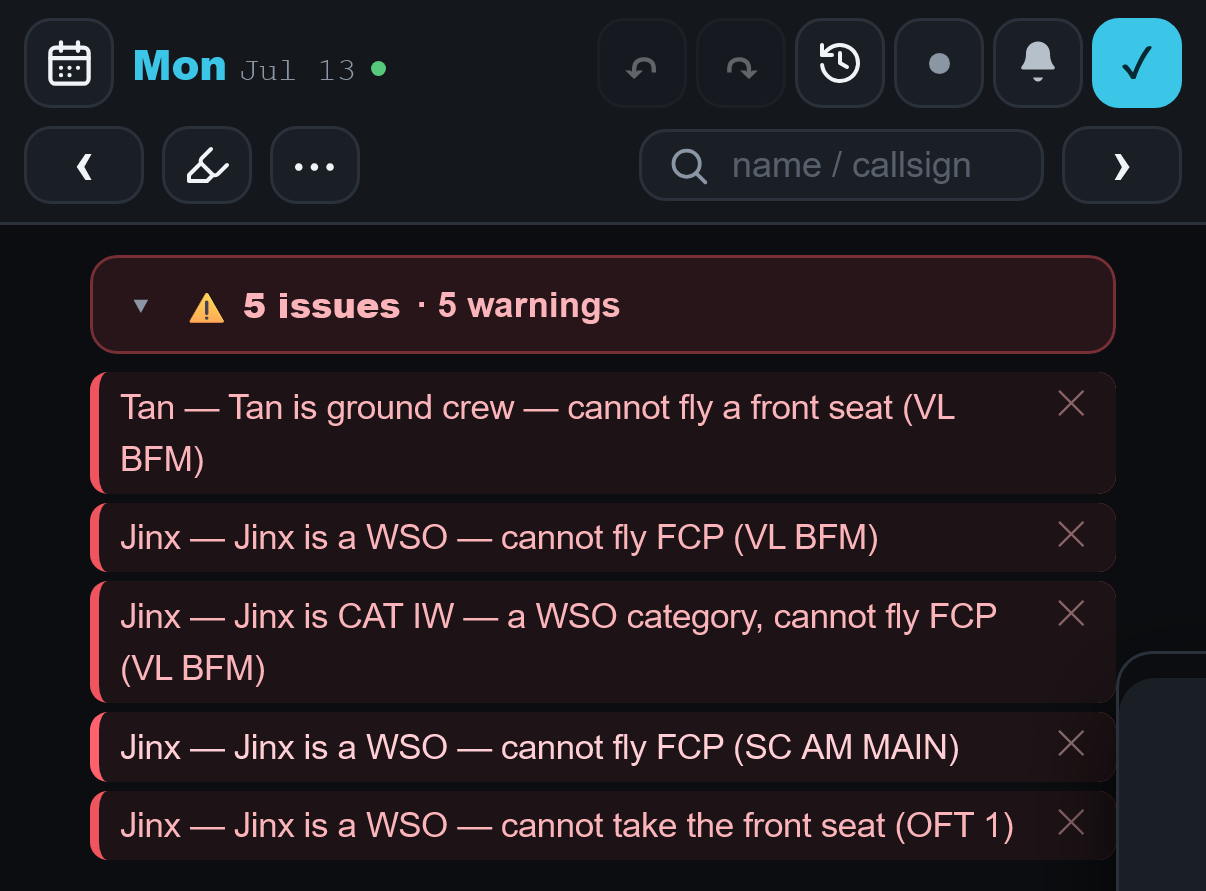 Mon Jul 13
name / callsign
5 issues · 5 warnings
Tan — Tan is ground crew — cannot fly a front seat (VL
BFM)
Jinx — Jinx is a WSO — cannot fly FCP (VL BFM)
Jinx — Jinx is CAT IW — a WSO category, cannot fly FCP
(VL BFM)
Jinx — Jinx is a WSO — cannot fly FCP (SC AM MAIN)
Jinx — Jinx is a WSO — cannot take the front seat (OFT 1)